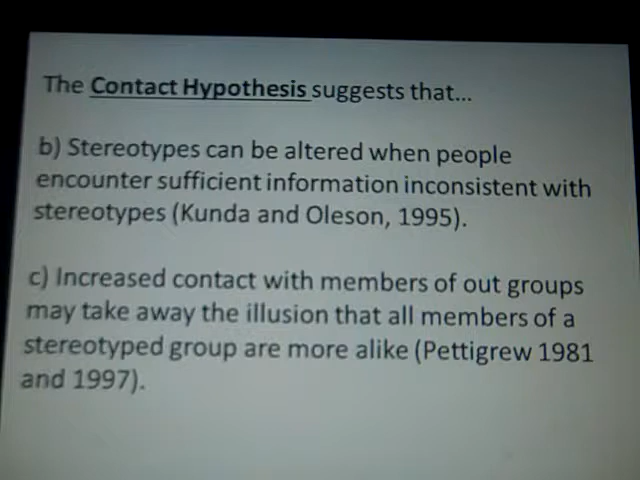 The Contact Hypothesis suggests that...
b) Stereotypes can be altered when people
encounter sufficient information inconsistent with
stereotypes (Kunda and Oleson, 1995).
c) Increased contact with members of out groups
may take away the illusion that all members of a
stereotyped group are more alike (Pettigrew 1981
and 1997).